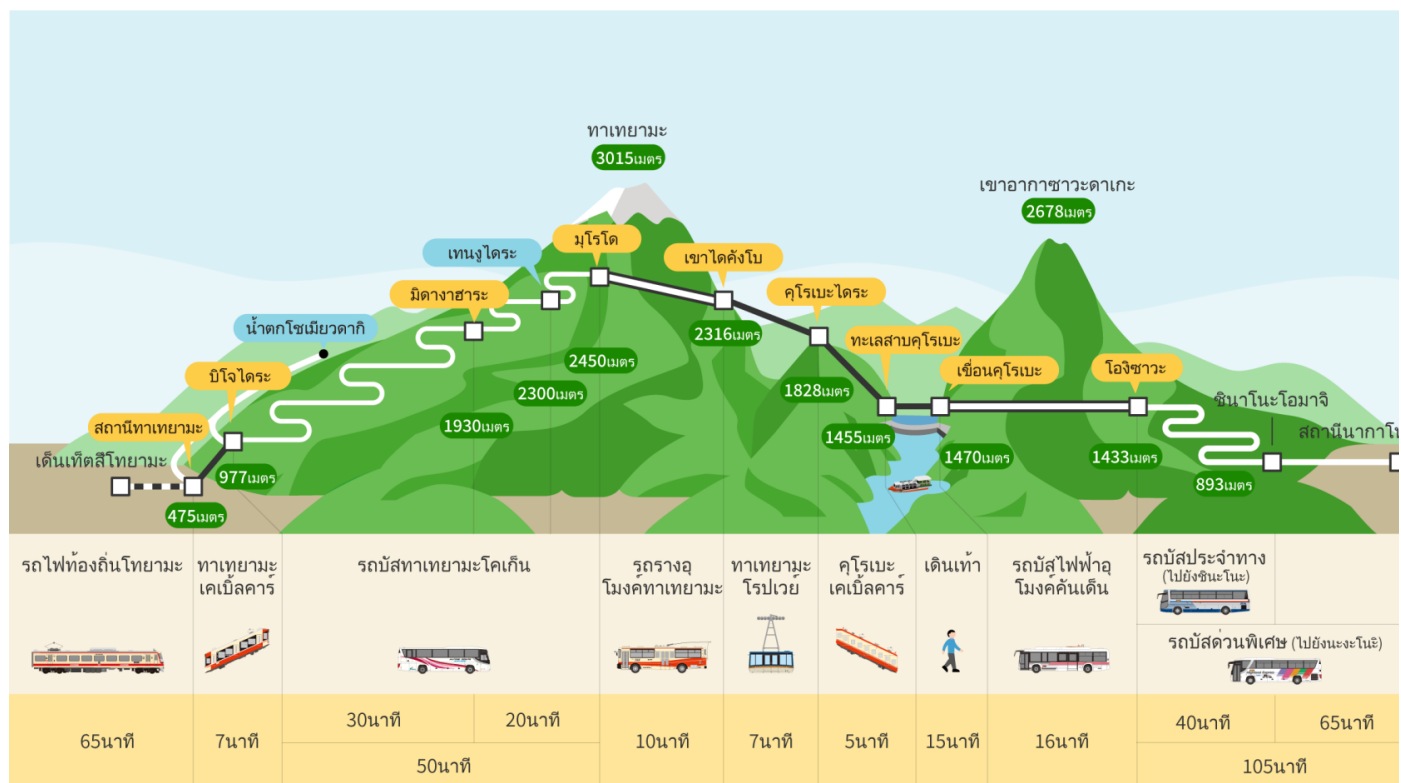 ทาเทยามะ
3015เมตร
เขาอากาซาวะดาเกะ
2678เมตร
เทนงูไดระ
มุโรโด
เขาไดคังโบ
มิดางาฮาระ
คุโรเบะไดระ
น้ำตกโชเมียวดากิ
2316เมตร
ทะเลสาบคุโรเบะ
2450เมตร
บิโจไดระ
เขื่อนคุโรเบะ
โอกิซาวะ
2300เมตร
1828เมตร
ชินาโนะโอมาจิ
สถานีทาเทยามะ
1930เมตร
1455เมตร
สถานีนากาโน
เด็นเท็ตสึโทยามะ
977เมตร
1470เมตร
1433เมตร
893เมตร
475เมตร
รถไฟท้องถิ่นโทยามะ
ทาเทยามะ
เคเบิ้ลคาร์
รถบัสทาเทยามะโคเก็น
รถรางอุ
โมงค์ทาเทยามะ
ทาเทยามะ
โรปเวย์
คุโรเบะ
เคเบิ้ลคาร์
เดินเท้า
รถบัสไฟฟ้าอุ
โมงค์คันเด็น
รถบัสประจำทาง
(ไปยังชินะโนะ)
รถบัสด่วนพิเศษ (ไปยังนะงะโนะ)
65นาที
7นาที
30นาที
20นาที
50นาที
10นาที
7นาที
5นาที
15นาที
16นาที
40นาที
65นาที
105นาที